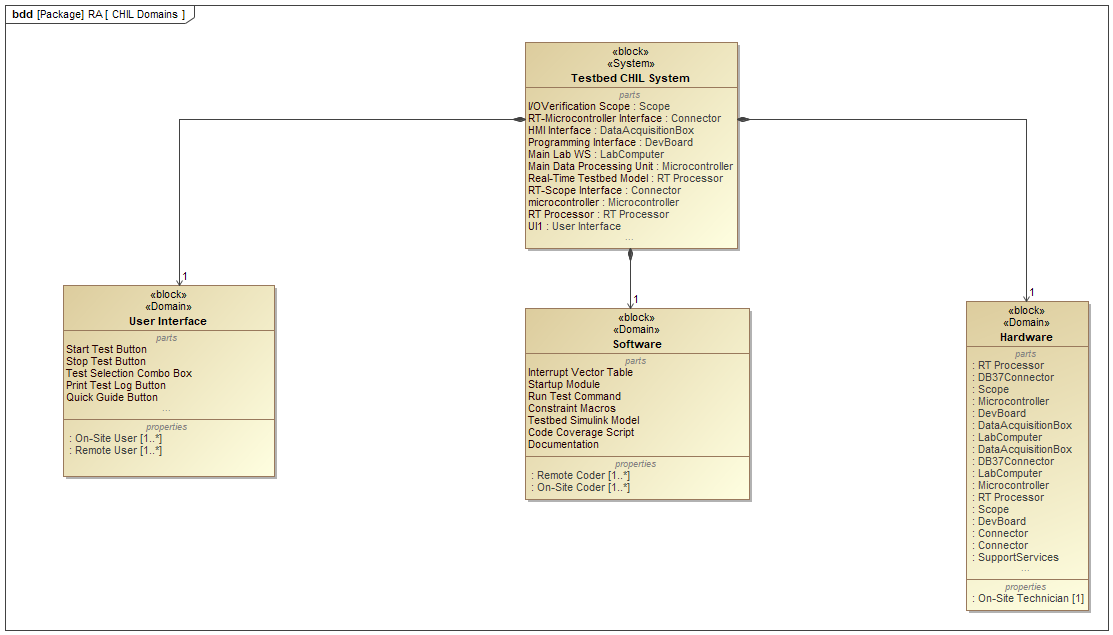 bdd [Package] RA [ CHIL Domains ]
«block»
«System»
Testbed CHIL System
parts
I/OVerification Scope : Scope
RT-Microcontroller Interface : Connector
HMI Interface : DataAcquisitionBox
Programming Interface : DevBoard
Main Lab WS : LabComputer
Main Data Processing Unit : Microcontroller
Real-Time Testbed Model : RT Processor
RT-Scope Interface : Connector
microcontroller : Microcontroller
RT Processor : RT Processor
UI1 : User Interface
...
1
«block»
«Domain»
User Interface
parts
Start Test Button
Stop Test Button
Test Selection Combo Box
Print Test Log Button
Quick Guide Button
...
properties
: On-Site User [1..*]
: Remote User [1..*]
1
«block»
«Domain»
Software
parts
Interrupt Vector Table
Startup Module
Run Test Command
Constraint Macros
Testbed Simulink Model
Code Coverage Script
Documentation
properties
: Remote Coder [1..*]
: On-Site Coder [1..*]
1
«block»
«Domain»
Hardware
parts
: RT Processor
: DB37Connector
: Scope
: Microcontroller
: DevBoard
: DataAcquisitionBox
: LabComputer
: DataAcquisitionBox
: DB37Connector
: LabComputer
: Microcontroller
: RT Processor
: Scope
: DevBoard
: Connector
: Connector
: SupportServices
...
properties
: On-Site Technician [1]